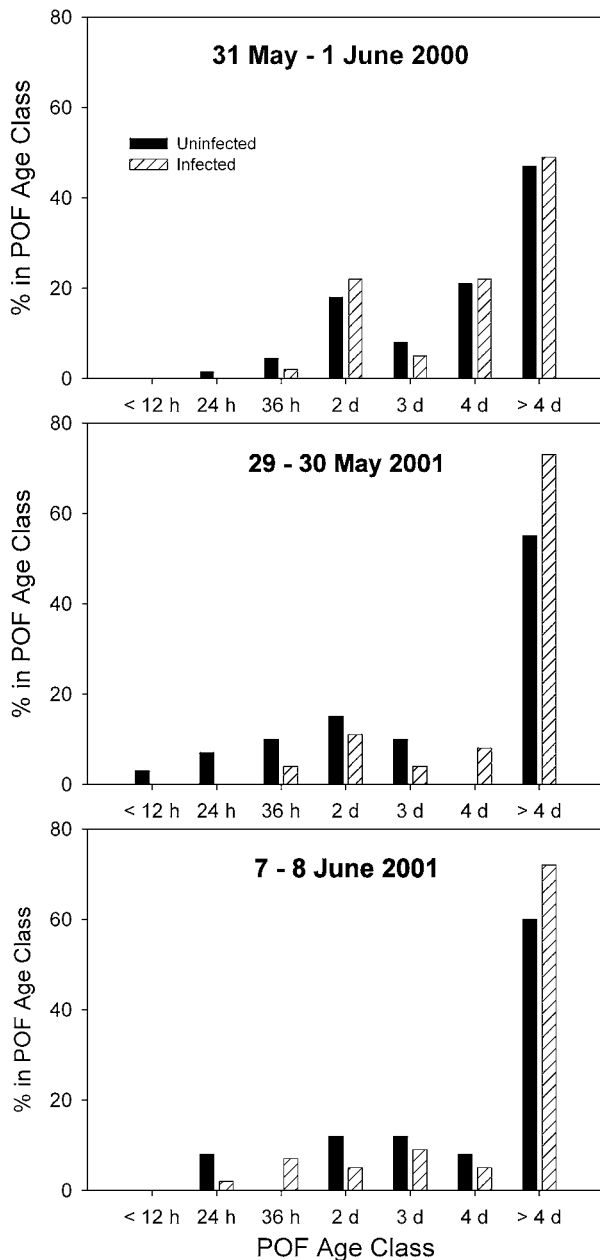 31 May - 1 June 2000
Uninfected
Infected
% in POF Age Class
80
60
40
20
0
< 12 h 24 h 36 h 2 d 3 d 4 d > 4 d
29 - 30 May 2001
% in POF Age Class
80
60
40
20
0
< 12 h 24 h 36 h 2 d 3 d 4 d > 4 d
7 - 8 June 2001
% in POF Age Class
80
60
40
20
0
< 12 h 24 h 36 h 2 d 3 d 4 d > 4 d
POF Age Class